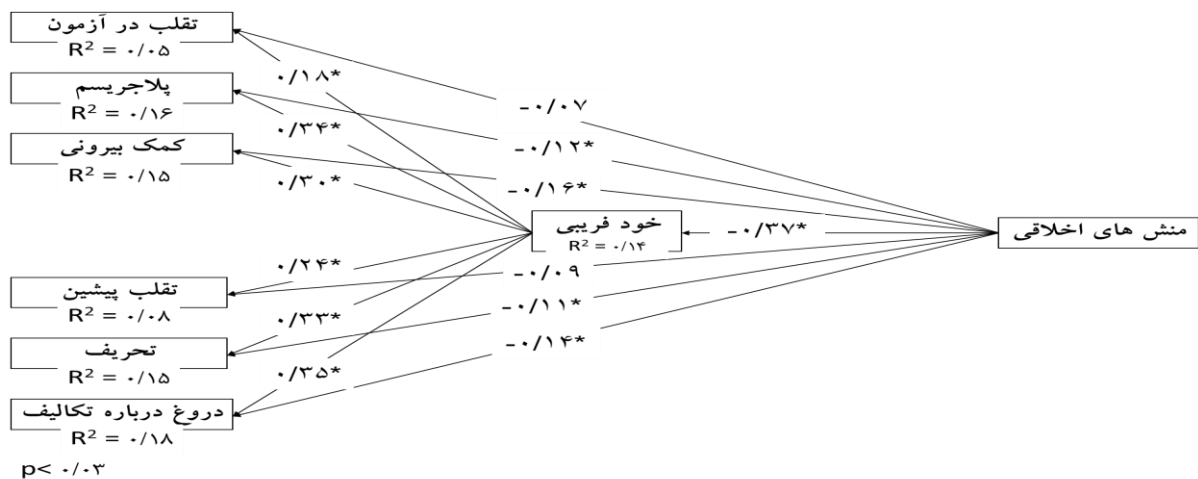 تقلب در آزمون
R² = ۰/۰۵
پلاجریسم
R² = ۰/۱۶
کمک بیرونی
R² = ۰/۱۵
۰/۱۸*
۰/۳۴*
۰/۳۰*
-۰/۰۷
-۰/۱۲*
-۰/۱۶*
منش های اخلاقی
-۰/۳۷*
خود فریبی
R² = ۰/۱۴
۰/۲۴*
-۰/۰۹
۰/۳۳*
-۰/۱۱*
۰/۳۵*
-۰/۱۴*
تقلب پیشین
R² = ۰/۰۸
تحریف
R² = ۰/۱۵
دروغ درباره تکالیف
R² = ۰/۱۸
p< ۰/۰۳